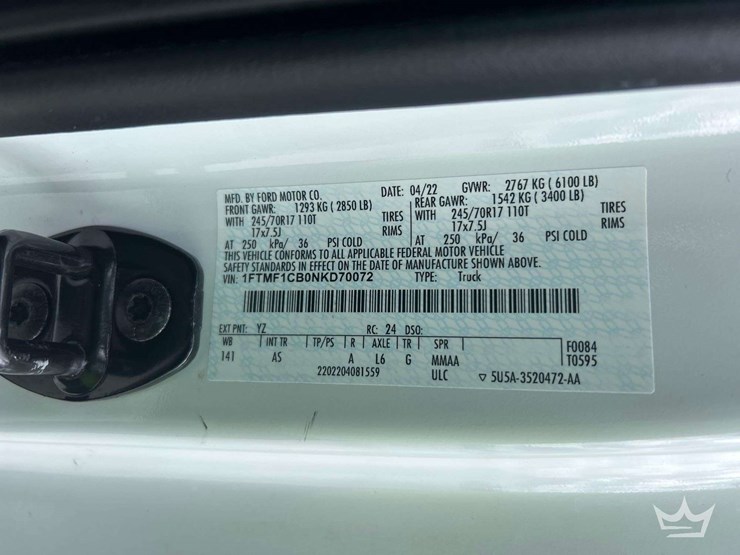 MFD. BY FORD MOTOR CO. DATE: 04/22 GVWR: 2767 KG ( 6100 LB)
FRONT GAWR: 1293 KG ( 2850 LB) REAR GAWR: 1542 KG ( 3400 LB)
WITH 245/70R17 110T TIRES WITH 245/70R17 110T TIRES
17x7.5J RIMS 17x7.5J RIMS
AT 250 kPa/ 36 PSI COLD AT 250 kPa/ 36 PSI COLD
THIS VEHICLE CONFORMS TO ALL APPLICABLE FEDERAL MOTOR VEHICLE
SAFETY STANDARDS IN EFFECT ON THE DATE OF MANUFACTURE SHOWN ABOVE.
VIN: 1FTMF1CB0NKD70072 TYPE: Truck
EXT PNT: YZ RC: 24 DSO:
WB INT TR TP/PS R AXLE TR SPR F0084
141 AS A L6 G MMAA T0595
2202204081559 ULC ▽ 5U5A-3520472-AA